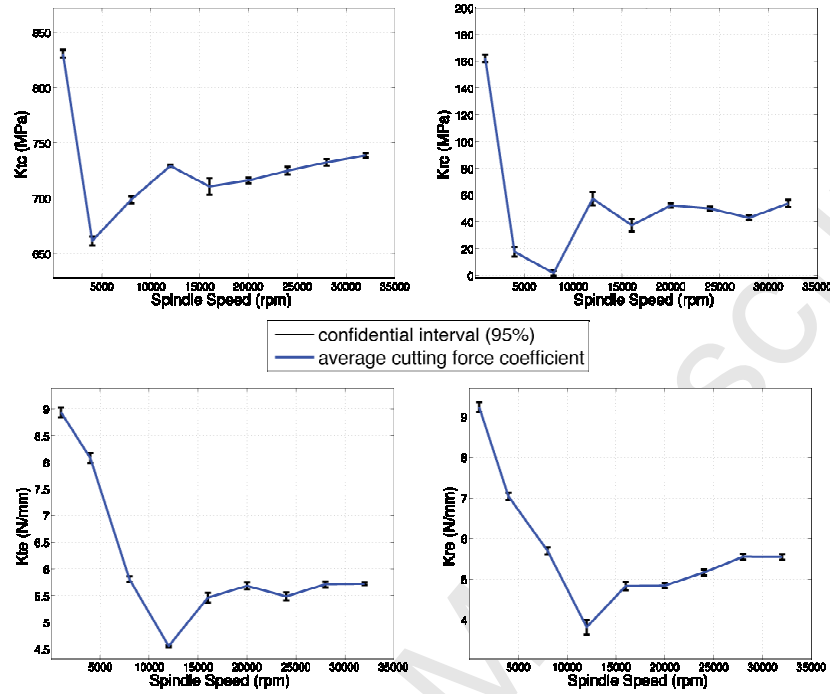 Ktc (MPa)
850
800
750
700
650
5000 10000 15000 20000 25000 30000 35000
Spindle Speed (rpm)
Krc (MPa)
200
180
160
140
120
100
80
60
40
20
0
5000 10000 15000 20000 25000 30000 35000
Spindle Speed (rpm)
confidential interval (95%)
average cutting force coefficient
Kte (N/mm)
9
8.5
8
7.5
7
6.5
6
5.5
5
4.5
5000 10000 15000 20000 25000 30000 35000
Spindle Speed (rpm)
Kre (N/mm)
9
8
7
6
5
4
5000 10000 15000 20000 25000 30000 35000
Spindle Speed (rpm)